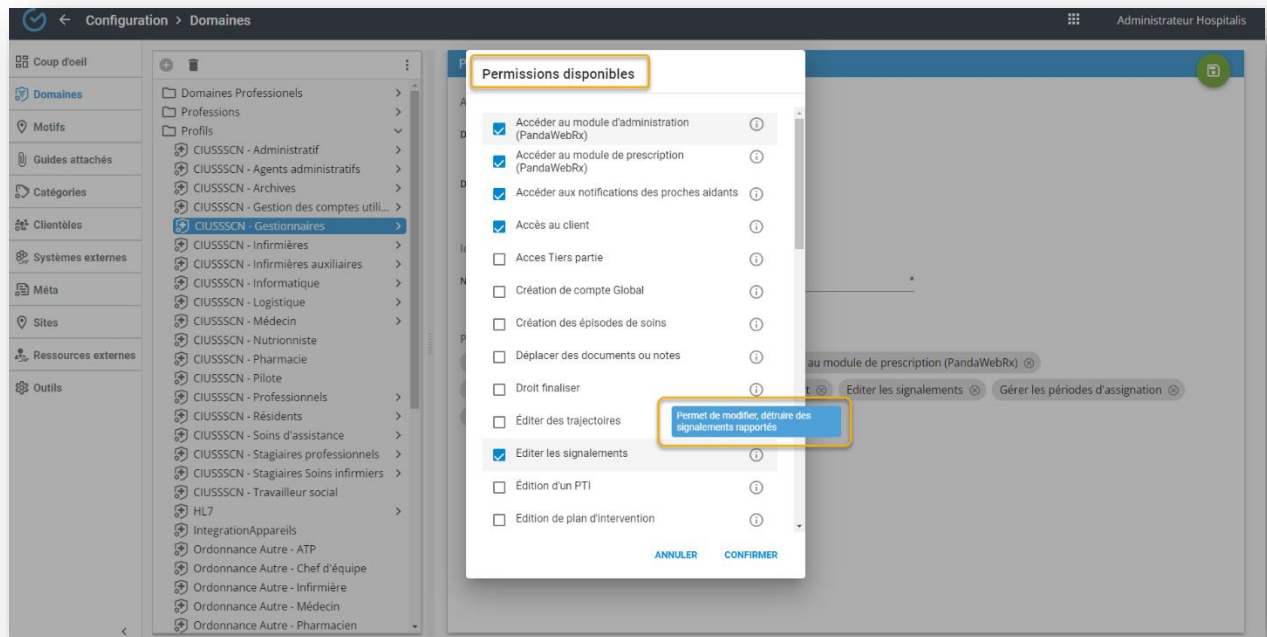 Configuration > Domaines
Administrateur Hospitalis
Coup d'oeil
Domaines
Motifs
Guides attachés
Catégories
Clientèles
Systèmes externes
Méta
Sites
Ressources externes
Outils
Domaines Professionels
Professions
Profils
CIUSSSCN - Administratif
CIUSSSCN - Agents administratifs
CIUSSSCN - Archives
CIUSSSCN - Gestion des comptes utili...
CIUSSSCN - Gestionnaires
CIUSSSCN - Infirmières
CIUSSSCN - Infirmières auxiliaires
CIUSSSCN - Informatique
CIUSSSCN - Logistique
CIUSSSCN - Médecin
CIUSSSCN - Nutritionniste
CIUSSSCN - Pharmacie
CIUSSSCN - Pilote
CIUSSSCN - Professionnels
CIUSSSCN - Résidents
CIUSSSCN - Soins d'assistance
CIUSSSCN - Stagiaires professionnels
CIUSSSCN - Stagiaires Soins infirmiers
CIUSSSCN - Travailleur social
HL7
IntegrationAppareils
Ordonnance Autre - ATP
Ordonnance Autre - Chef d'équipe
Ordonnance Autre - Infirmière
Ordonnance Autre - Médecin
Ordonnance Autre - Pharmacien
Permissions disponibles
Accéder au module d'administration
(PandaWebRx)
Accéder au module de prescription
(PandaWebRx)
Accéder aux notifications des proches aidants
Accès au client
Acces Tiers partie
Création de compte Global
Création des épisodes de soins
Déplacer des documents ou notes
Droit finaliser
Éditer des trajectoires
Permet de modifier, détruire des
signalements rapportés
Editer les signalements
Édition d'un PTI
Edition de plan d'intervention
ANNULER CONFIRMER
*
au module de prescription (PandaWebRx)
Editer les signalements Gérer les périodes d'assignation